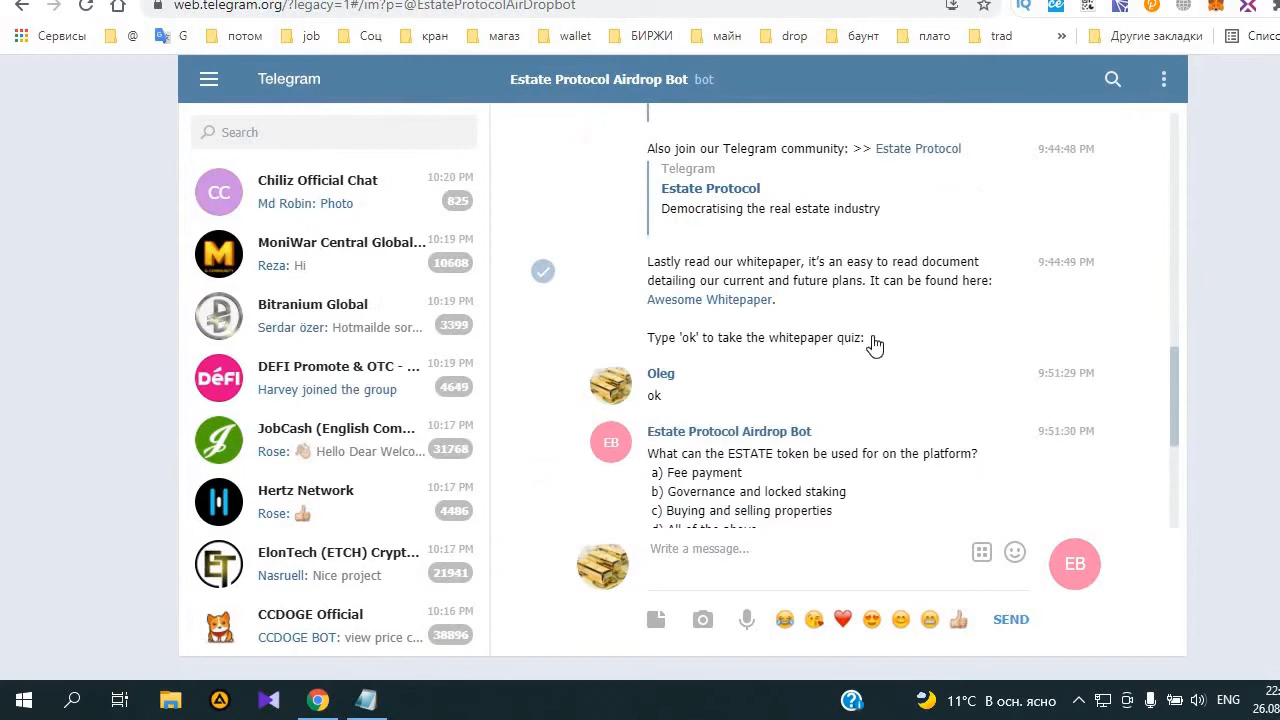 web.telegram.org/?legacy=1#/im?p=@EstateProtocolAirDropbot
Сервисы @ G потом job Соц кран магаз wallet БИРЖИ майн drop баунт плато trad » Другие закладки
Telegram
Estate Protocol Airdrop Bot bot
Search
CC
Chiliz Official Chat 10:20 PM
Md Robin: Photo 825
MoniWar Central Global... 10:19 PM
Reza: Hi 10608
Bitranium Global 10:19 PM
Serdar özer: Hotmailde sor... 3399
DéFI
DEFI Promote & OTC - ... 10:19 PM
Harvey joined the group 4649
JobCash (English Com... 10:17 PM
Rose: 👋🏻 Hello Dear Welco... 31768
Hertz Network 10:17 PM
Rose: 👍🏻 4486
ET
ElonTech (ETCH) Crypt... 10:17 PM
Nasruell: Nice project 21941
CCDOGE Official 10:16 PM
CCDOGE BOT: view price c... 38896
Also join our Telegram community: >> Estate Protocol 9:44:48 PM
Telegram
Estate Protocol
Democratising the real estate industry
Lastly read our whitepaper, it's an easy to read document 9:44:49 PM
detailing our current and future plans. It can be found here:
Awesome Whitepaper.
Type 'ok' to take the whitepaper quiz:
Oleg 9:51:29 PM
ok
EB
Estate Protocol Airdrop Bot 9:51:30 PM
What can the ESTATE token be used for on the platform?
a) Fee payment
b) Governance and locked staking
c) Buying and selling properties
d) All of the above
Write a message...
EB
SEND
11°C В осн. ясно ENG